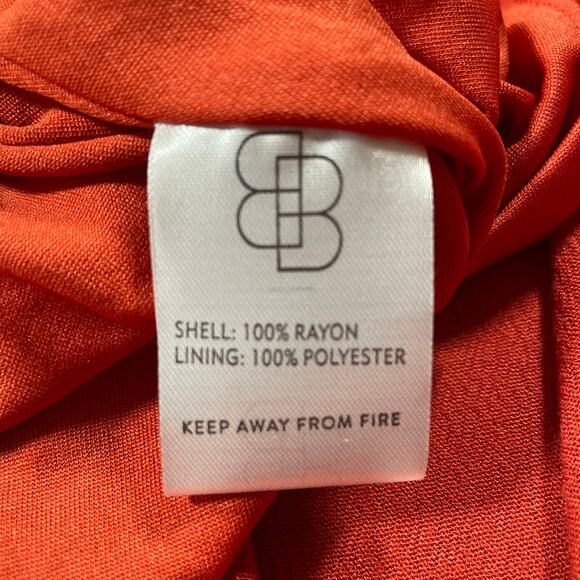 SHELL: 100% RAYON
LINING: 100% POLYESTER
KEEP AWAY FROM FIRE